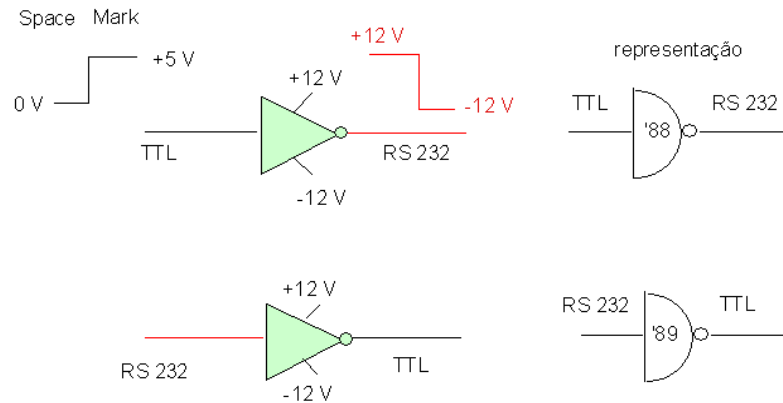 Space Mark
+5 V
0 V
+12 V
+12 V
-12 V
TTL
RS 232
-12 V
representação
TTL
RS 232
'88
+12 V
RS 232
TTL
-12 V
RS 232
TTL
'89